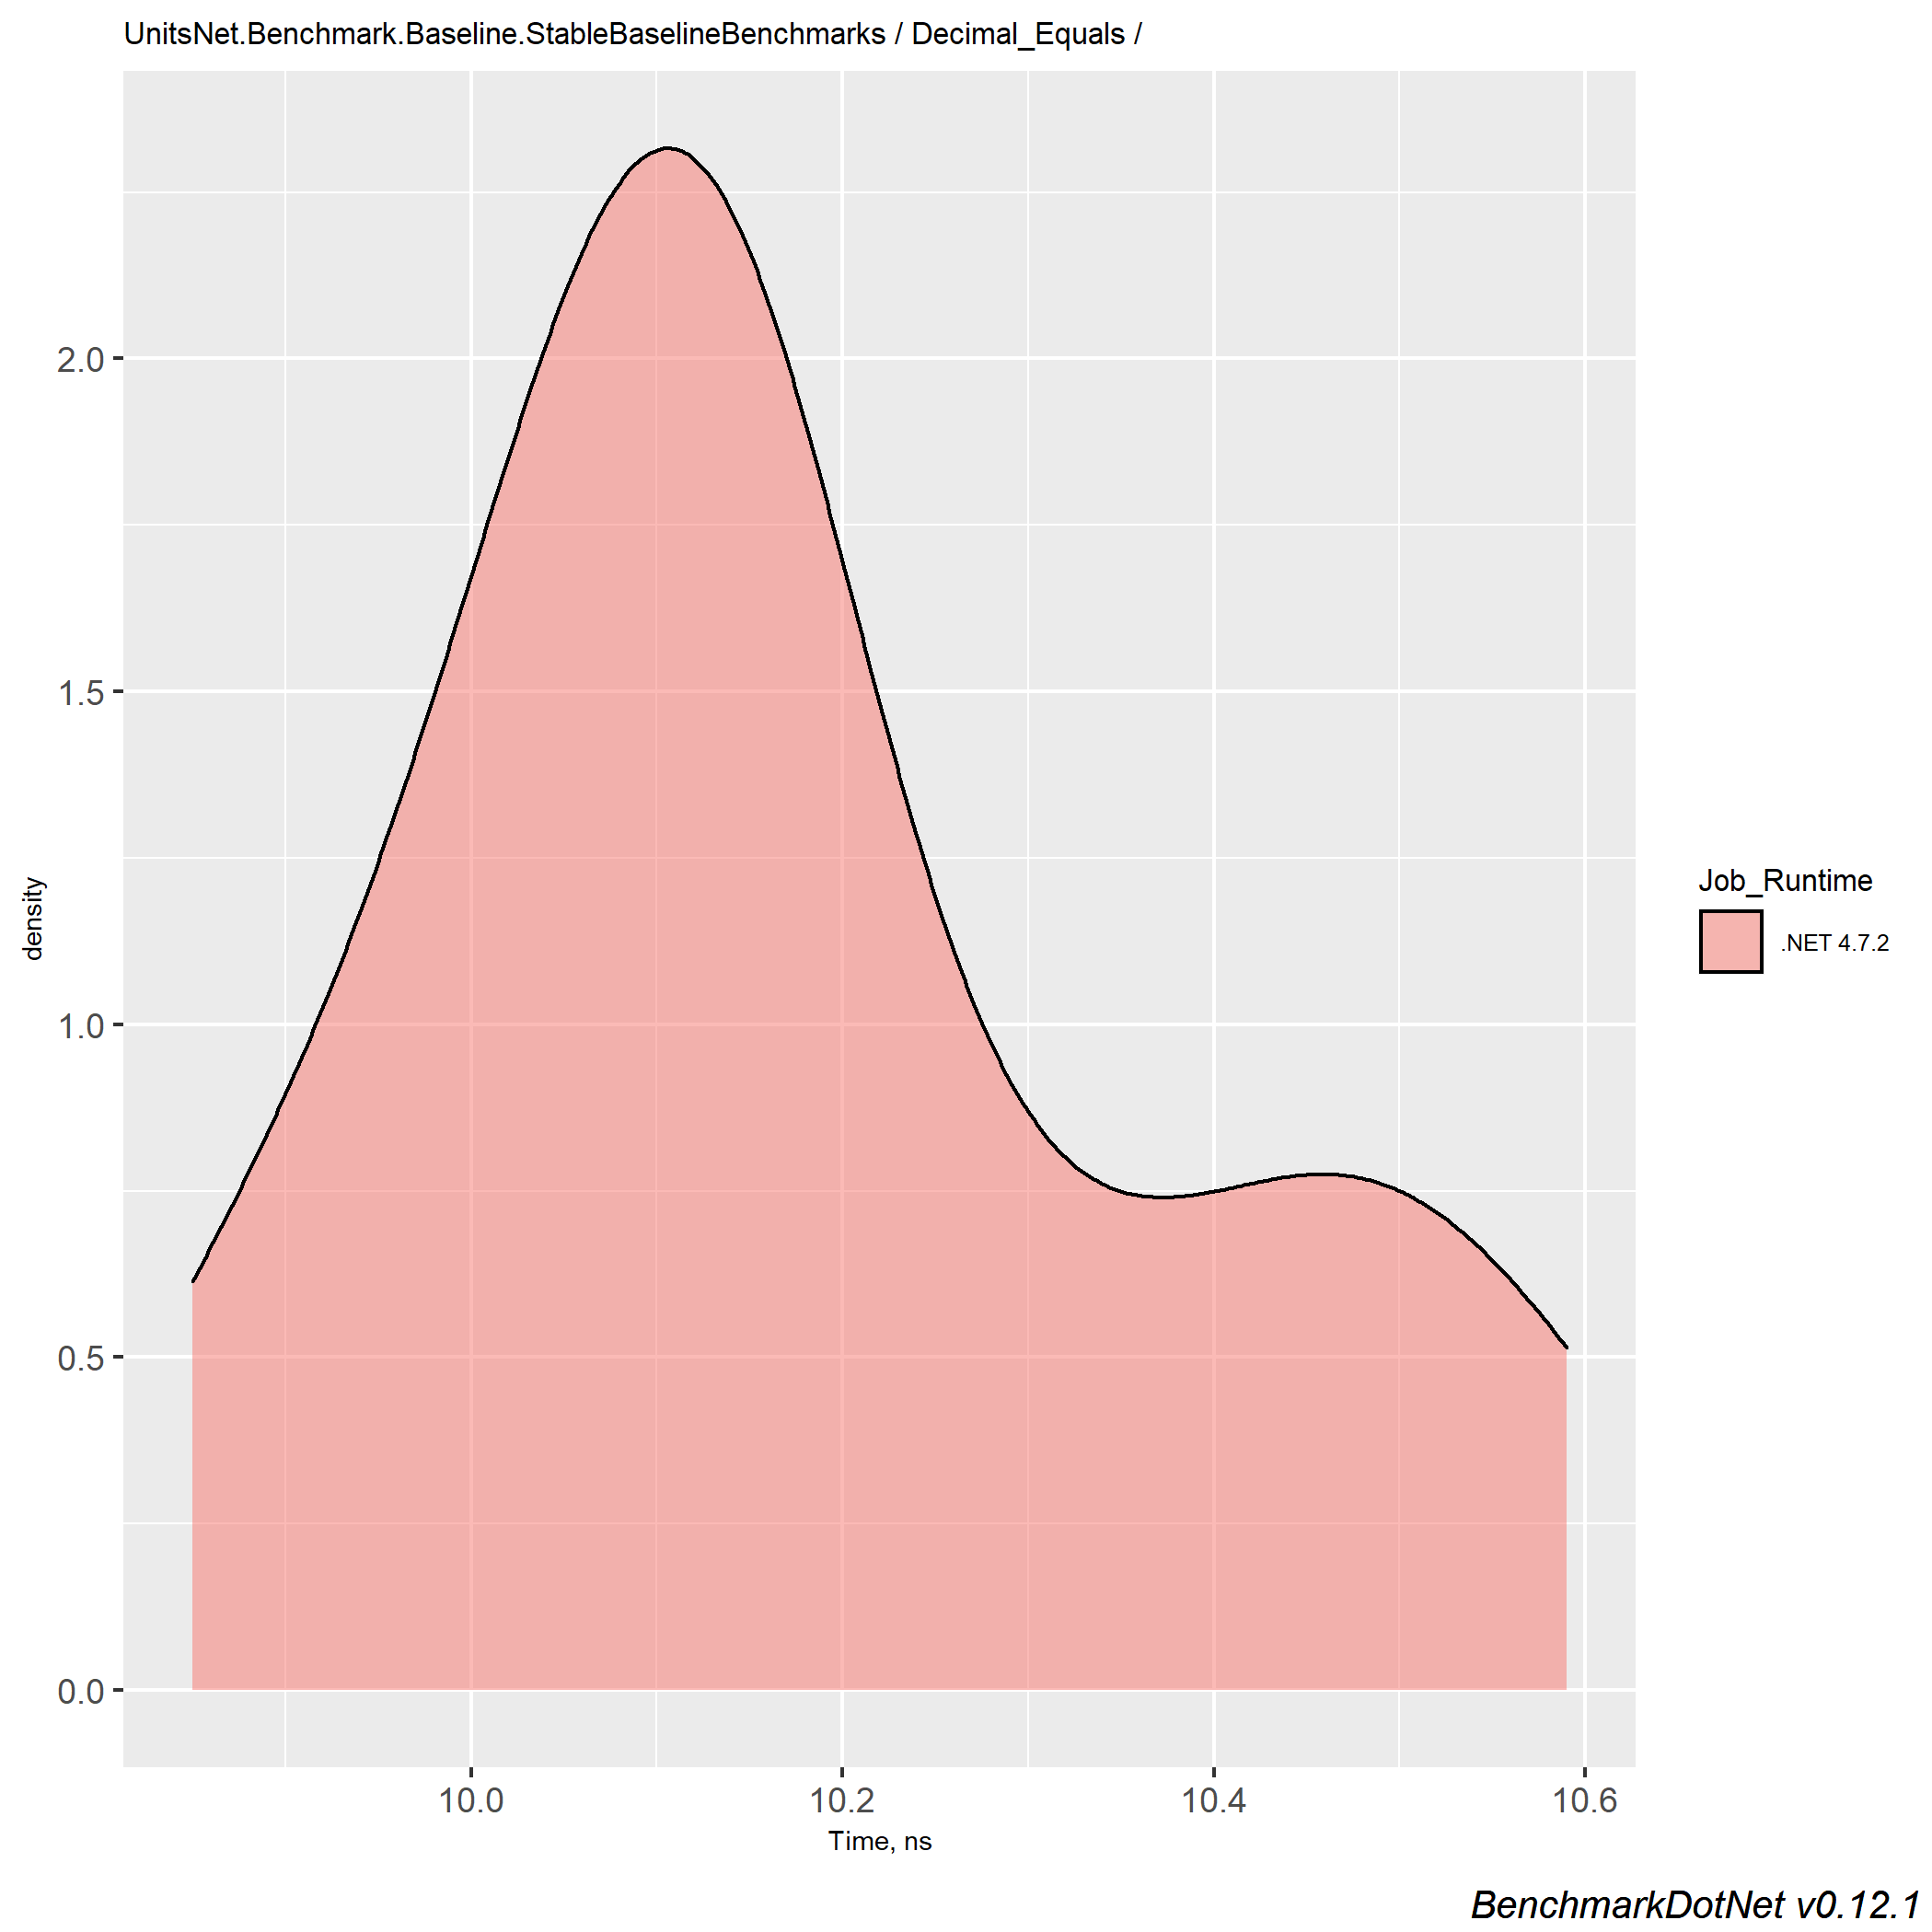 UnitsNet.Benchmark.Baseline.StableBaselineBenchmarks / Decimal_Equals /
2.0
1.5
1.0
0.5
0.0
density
10.0 10.2 10.4 10.6
Time, ns
Job_Runtime
.NET 4.7.2
BenchmarkDotNet v0.12.1